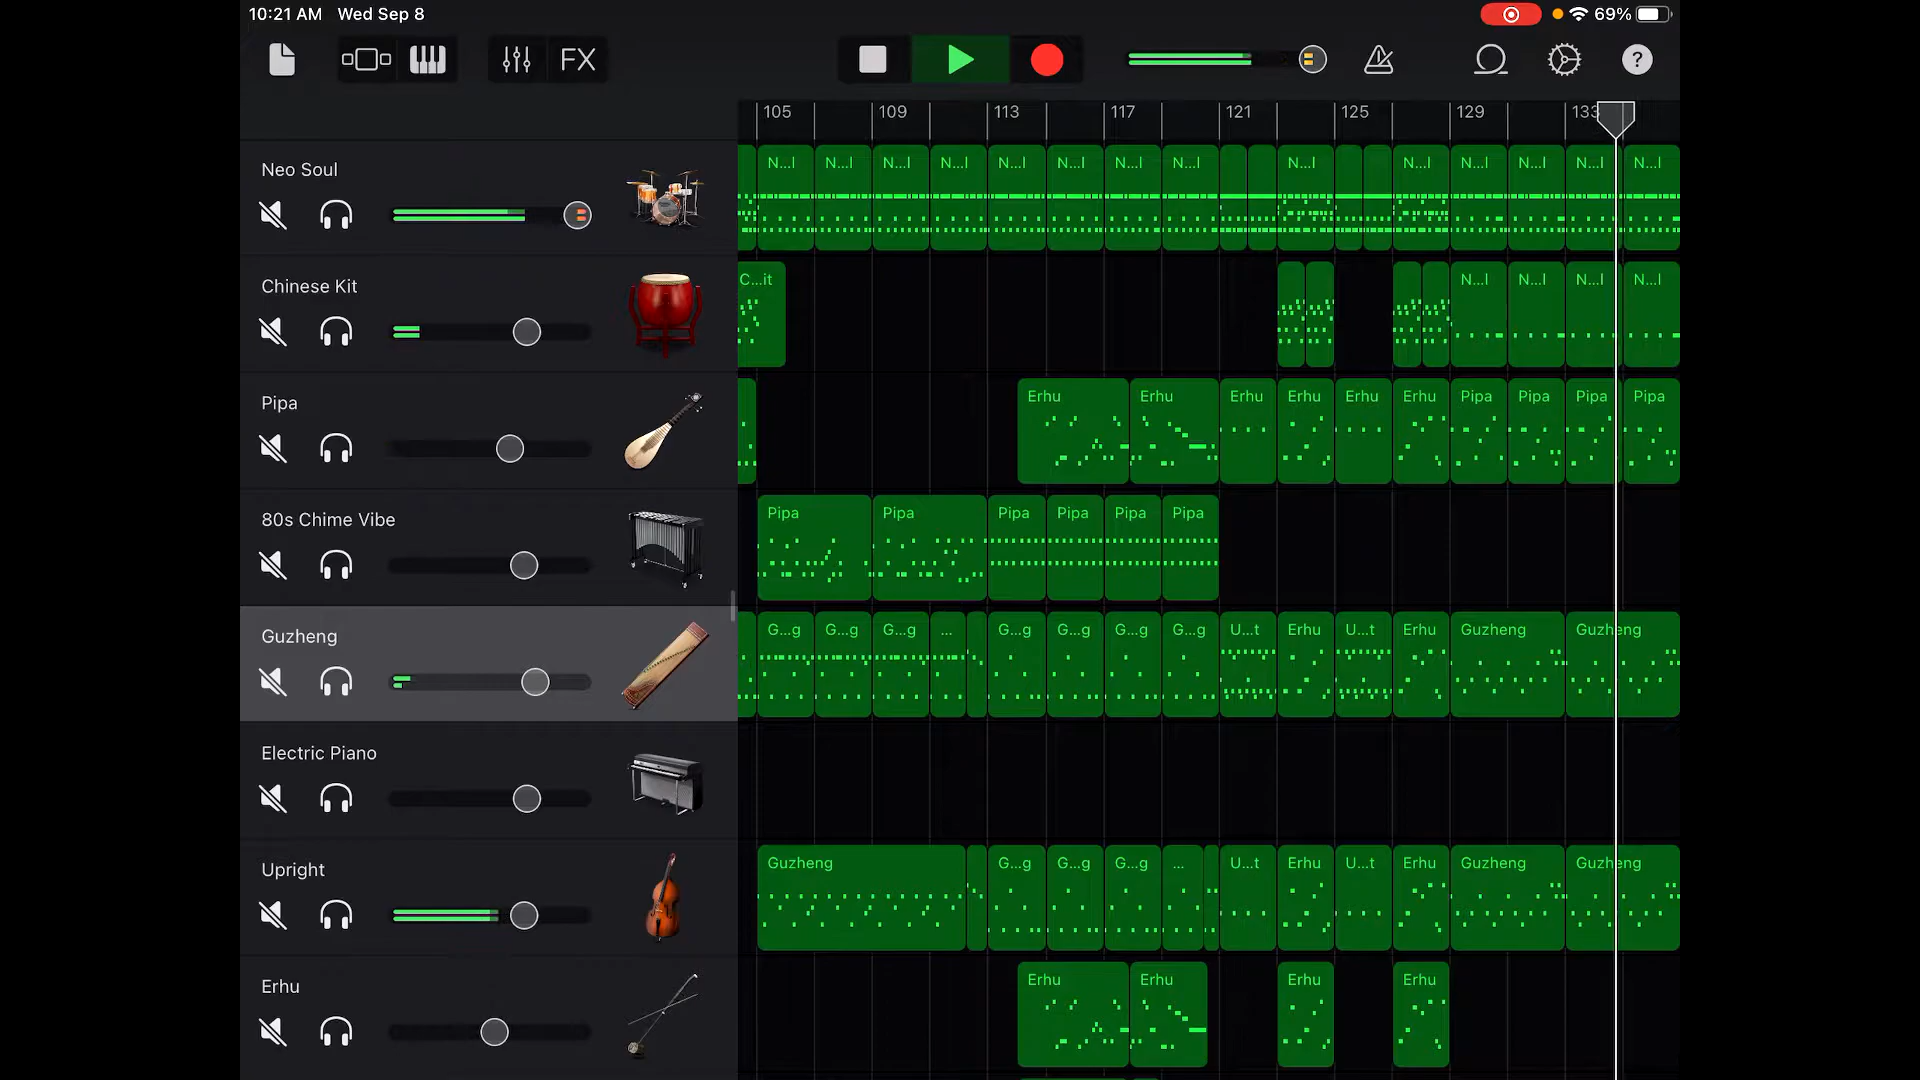 10:21 AM Wed Sep 8 69%
FX ?
105 109 113 117 121 125 129 133
Neo Soul
N...l N...l N...l N...l N...l N...l N...l N...l N...l N...l N...l N...l N...l N...l
Chinese Kit
C...it N...l N...l N...l N...l
Pipa
Erhu Erhu Erhu Erhu Erhu Erhu Pipa Pipa Pipa Pipa
80s Chime Vibe
Pipa Pipa Pipa Pipa Pipa Pipa
Guzheng
G...g G...g G...g ... G...g G...g G...g G...g U...t Erhu U...t Erhu Guzheng Guzheng
Electric Piano
Upright
Guzheng G...g G...g G...g ... U...t Erhu U...t Erhu Guzheng Guzheng
Erhu
Erhu Erhu Erhu Erhu